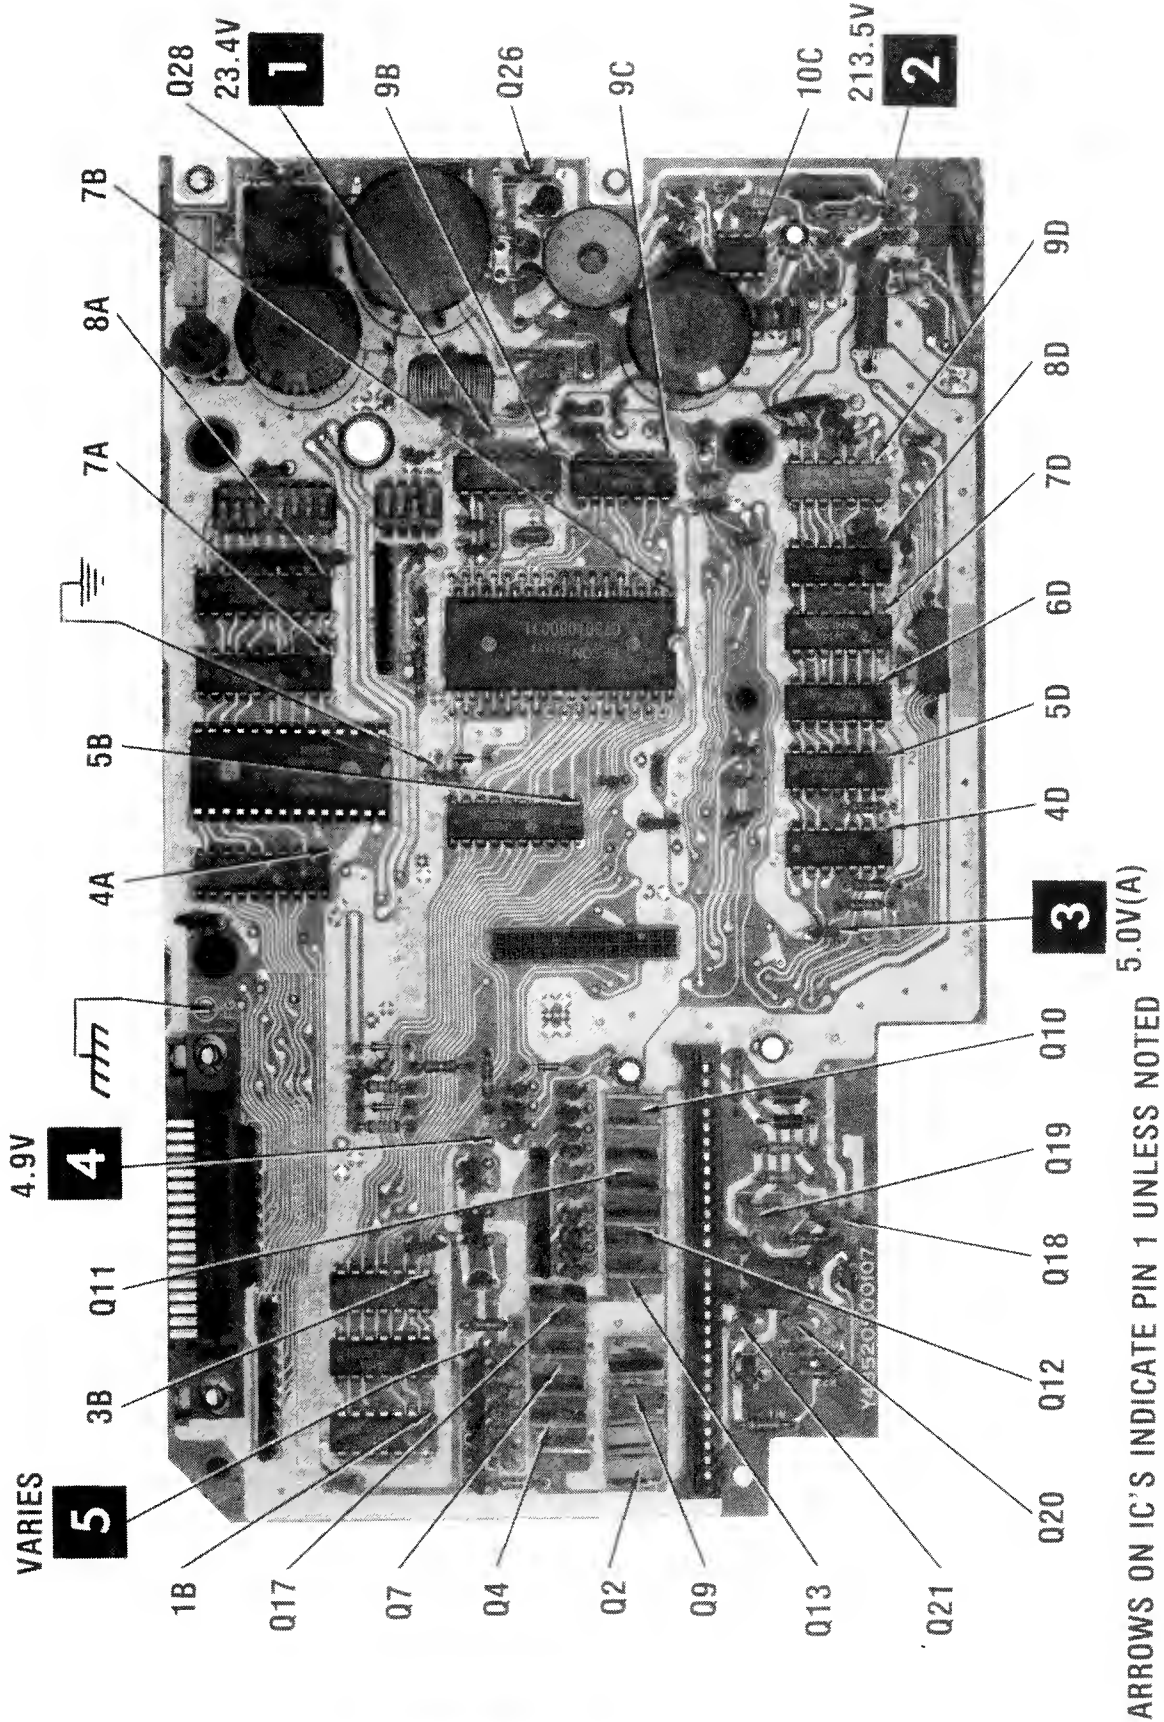 VARIES
5
4.9V
4
1B
3B
Q11
4A
5B
7A
8A
7B
Q28
23.4V
1
9B
Q26
9C
10C
213.5V
2
Q17
Q7
Q4
Q2
Q9
Q13
Q21
Q20
Q12
Q18
Q19
Q10
3
5.0V(A)
4D
5D
6D
7D
8D
9D
ARROWS ON IC'S INDICATE PIN 1 UNLESS NOTED